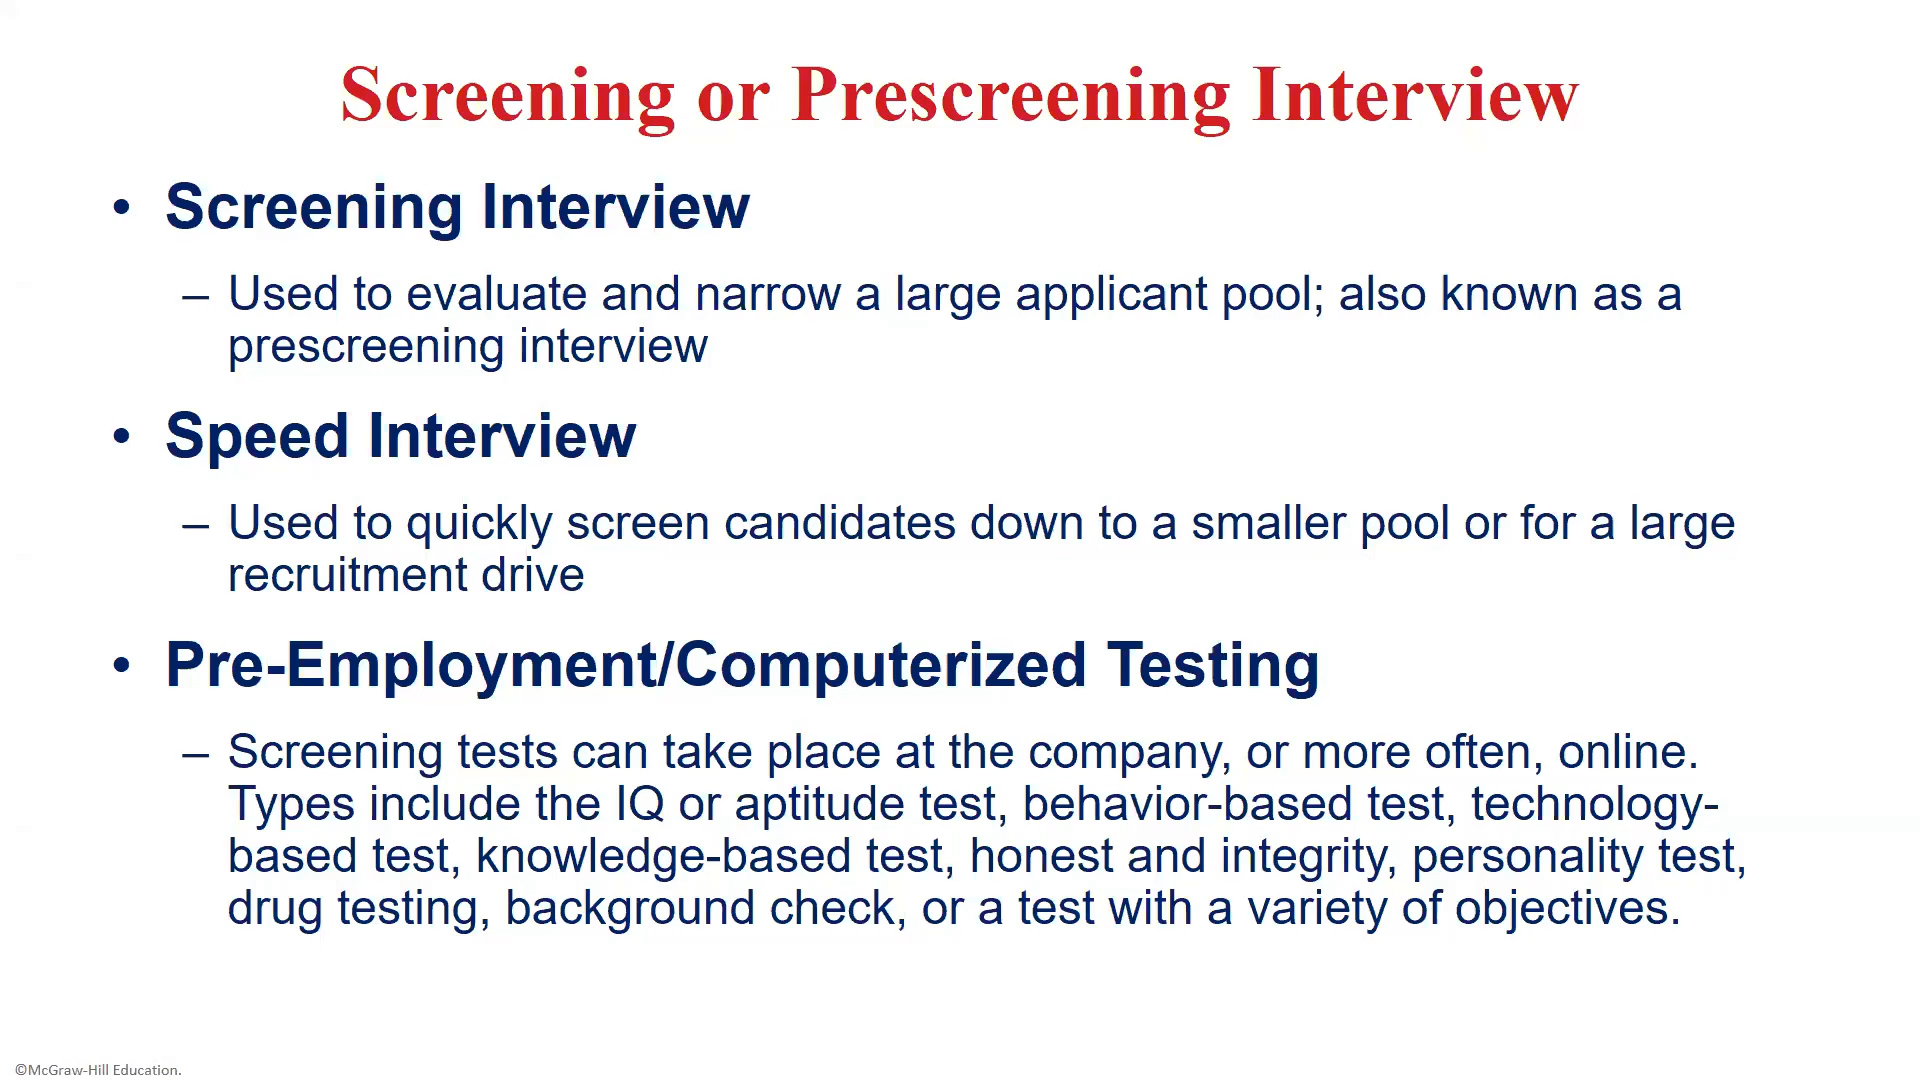 Screening or Prescreening Interview
• Screening Interview
– Used to evaluate and narrow a large applicant pool; also known as a
prescreening interview
• Speed Interview
– Used to quickly screen candidates down to a smaller pool or for a large
recruitment drive
• Pre-Employment/Computerized Testing
– Screening tests can take place at the company, or more often, online.
Types include the IQ or aptitude test, behavior-based test, technology-
based test, knowledge-based test, honest and integrity, personality test,
drug testing, background check, or a test with a variety of objectives.
©McGraw-Hill Education.